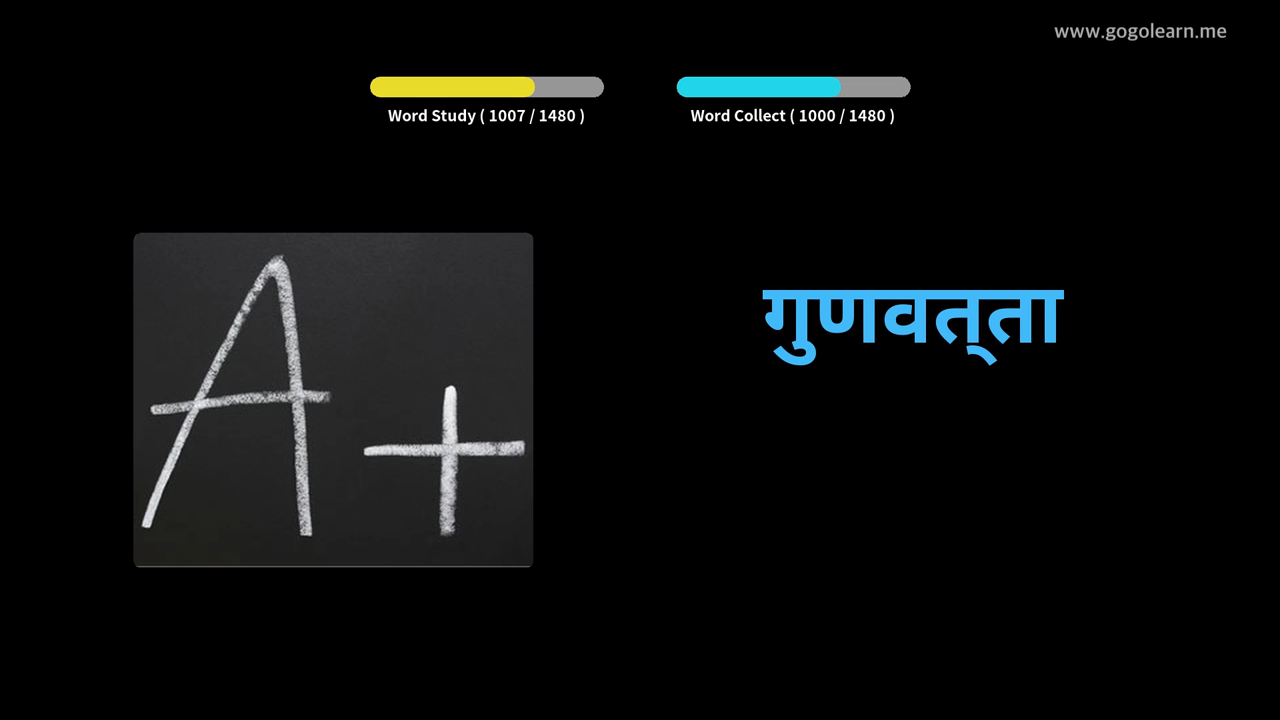 www.gogolearn.me
Word Study ( 1007 / 1480 )
Word Collect ( 1000 / 1480 )
A+
गुणवत्‌ता